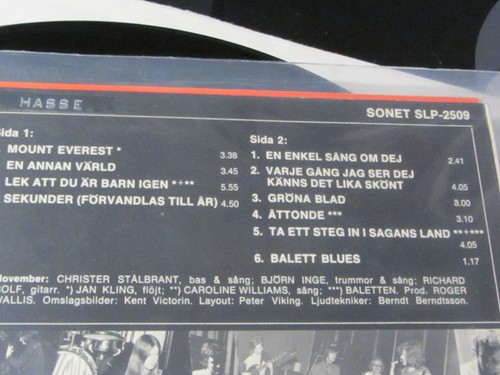 HASSE
SONET SLP-2509
Sida 1:
MOUNT EVEREST * 3.38
EN ANNAN VÄRLD 3.45
LEK ATT DU ÄR BARN IGEN *+** 5.55
SEKUNDER (FÖRVANDLAS TILL ÅR) 4.50
Sida 2:
1. EN ENKEL SÅNG OM DEJ 2.41
2. VARJE GÅNG JAG SER DEJ
KÄNNS DET LIKA SKÖNT 4.05
3. GRÖNA BLAD 3.00
4. ÅTTONDE *** 3.10
5. TA ETT STEG IN I SAGANS LAND **+***
4.05
6. BALETT BLUES 1.17
November: CHRISTER STÅLBRANT, bas & sång; BJÖRN INGE, trummor & sång; RICHARD
ROLF, gitarr. *) JAN KLING, flöjt; **) CAROLINE WILLIAMS, sång; ***) BALETTEN. Prod. ROGER
WALLIS. Omslagsbilder: Kent Victorin. Layout: Peter Viking. Ljudtekniker: Berndt Berndtsson.